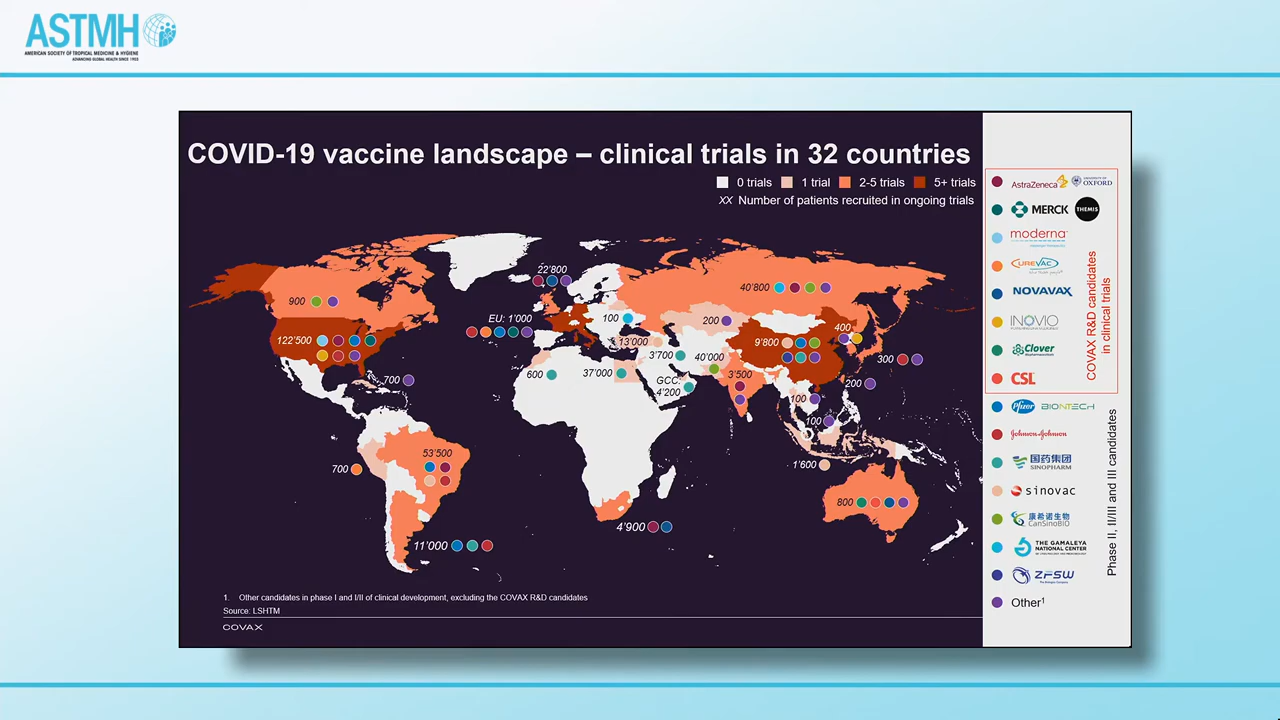 ASTMH
AMERICAN SOCIETY OF TROPICAL MEDICINE & HYGIENE
ADVANCING GLOBAL HEALTH SINCE 1903
COVID-19 vaccine landscape – clinical trials in 32 countries
0 trials 1 trial 2-5 trials 5+ trials
XX Number of patients recruited in ongoing trials
22'800
40'800
900
EU: 1'000
100
200
400
122'500
13'000
9'800
3'700
40'000
300
700
600
37'000
GCC:
4'200
3'500
200
100
100
53'500
700
1'600
800
4'900
11'000
1. Other candidates in phase I and I/II of clinical development, excluding the COVAX R&D candidates
Source: LSHTM
COVAX
AstraZeneca UNIVERSITY OF OXFORD
MERCK THEMIS
moderna
CUREVAC
NOVAVAX
INOVIO
Clover
CSL
COVAX R&D candidates
in clinical trials
Pfizer BIONTECH
Johnson & Johnson
国药集团
SINOPHARM
sinovac
康希诺生物
CanSinoBIO
THE GAMALEYA
NATIONAL CENTER
ZFSW
Other1
Phase II, II/III and III candidates